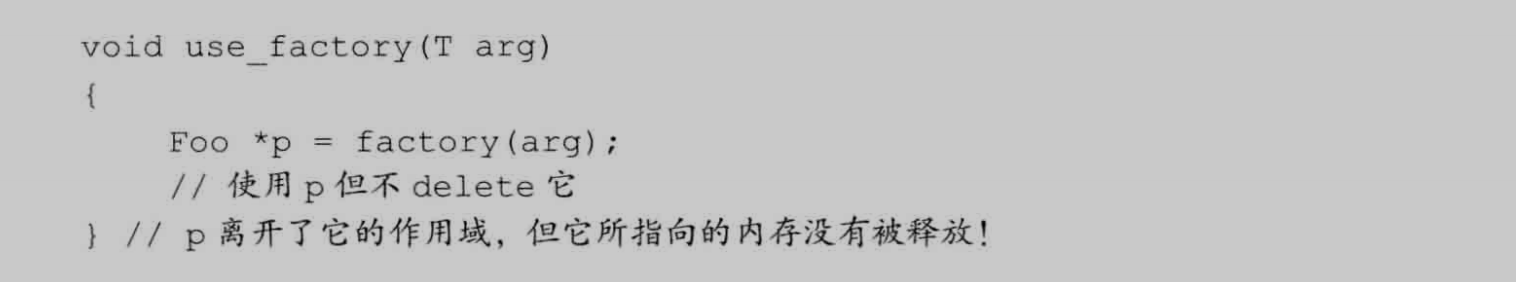 void use_factory(T arg)
{
    Foo *p = factory(arg);
    // 使用 p 但不 delete 它
} // p 离开了它的作用域，但它所指向的内存没有被释放！